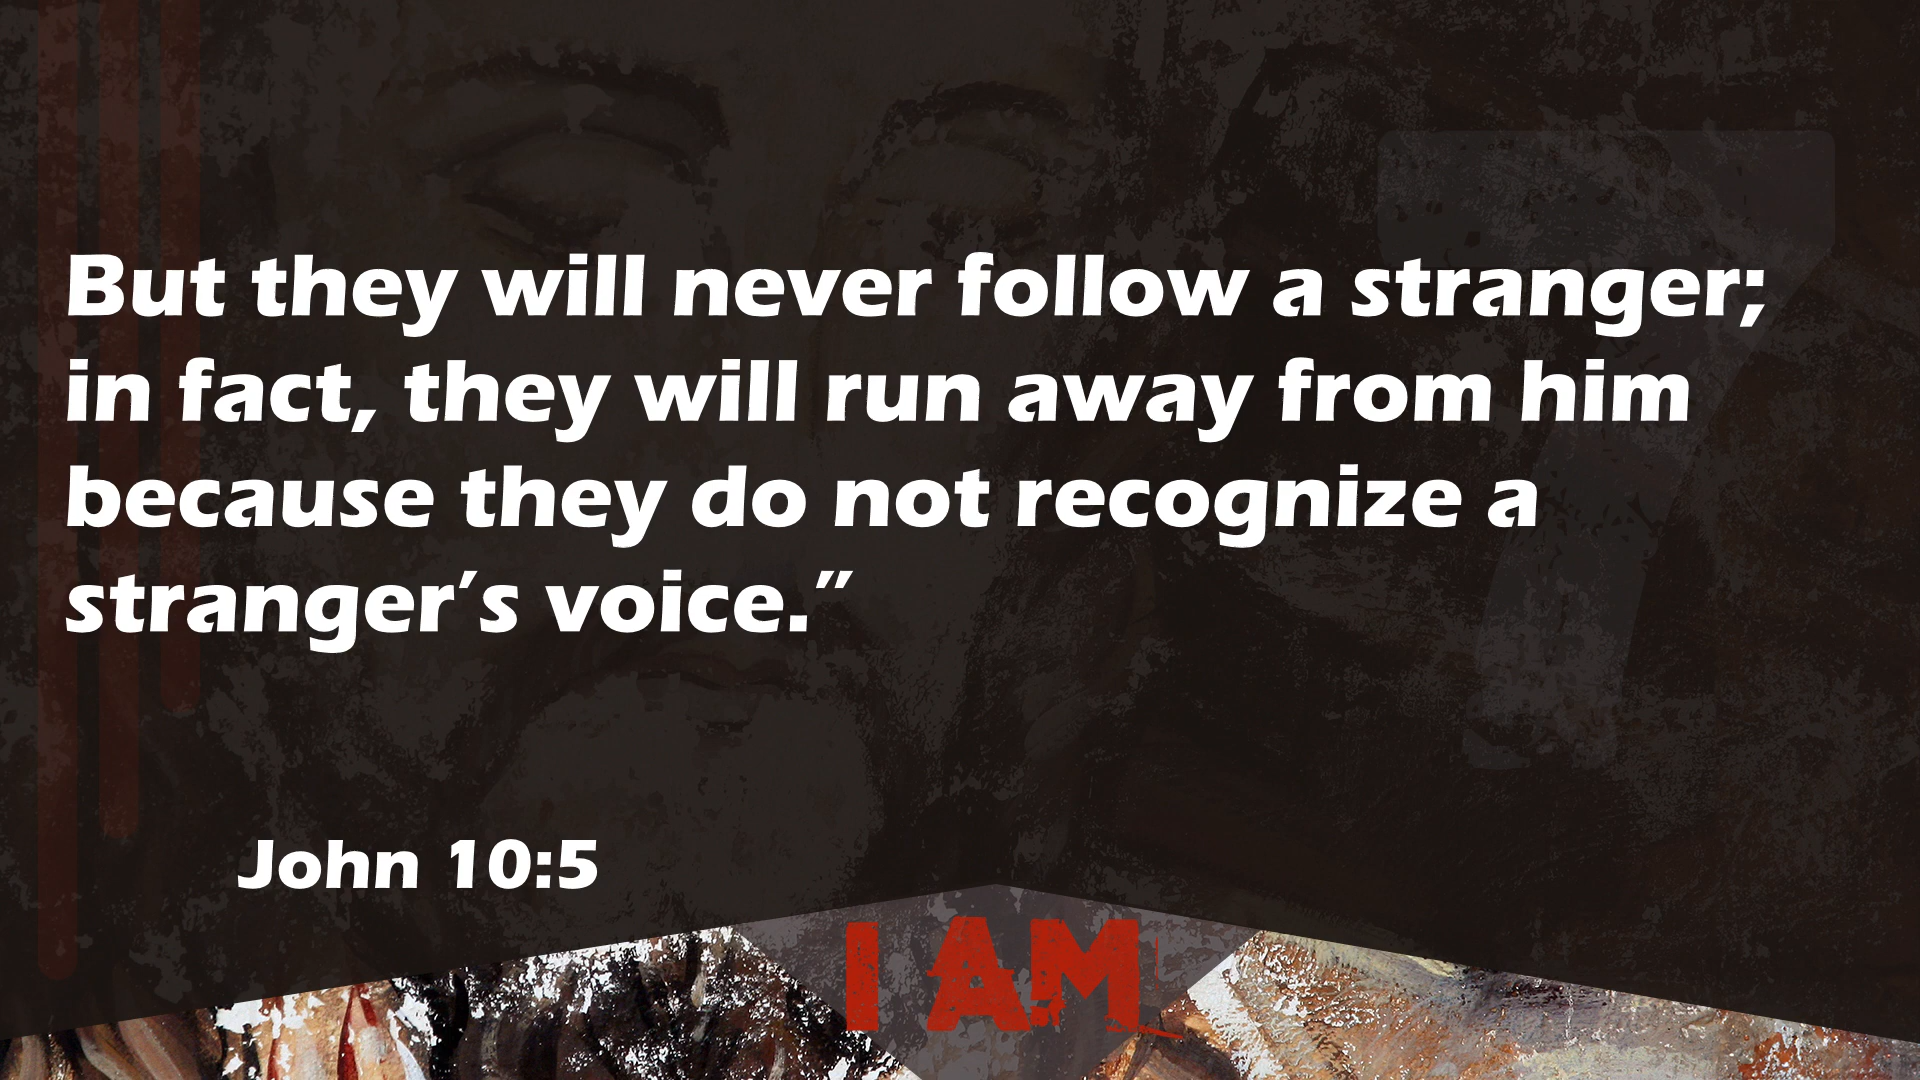 But they will never follow a stranger;
in fact, they will run away from him
because they do not recognize a
stranger’s voice.”
John 10:5
I AM
7